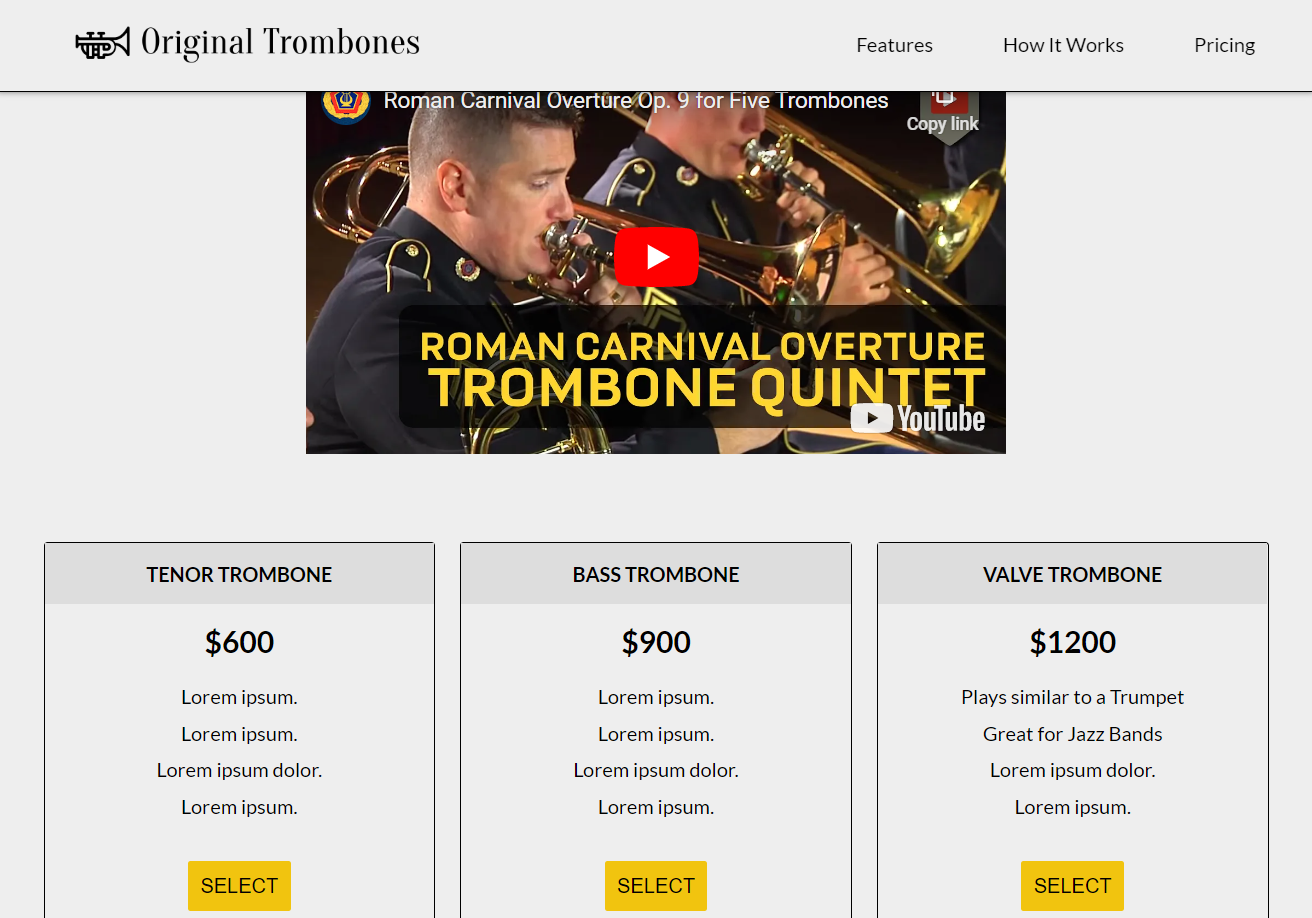 Original Trombones
Features
How It Works
Pricing
Roman Carnival Overture Op. 9 for Five Trombones
Copy link
ROMAN CARNIVAL OVERTURE
TROMBONE QUINTET
YouTube
TENOR TROMBONE
$600
Lorem ipsum.
Lorem ipsum.
Lorem ipsum dolor.
Lorem ipsum.
SELECT
BASS TROMBONE
$900
Lorem ipsum.
Lorem ipsum.
Lorem ipsum dolor.
Lorem ipsum.
SELECT
VALVE TROMBONE
$1200
Plays similar to a Trumpet
Great for Jazz Bands
Lorem ipsum dolor.
Lorem ipsum.
SELECT